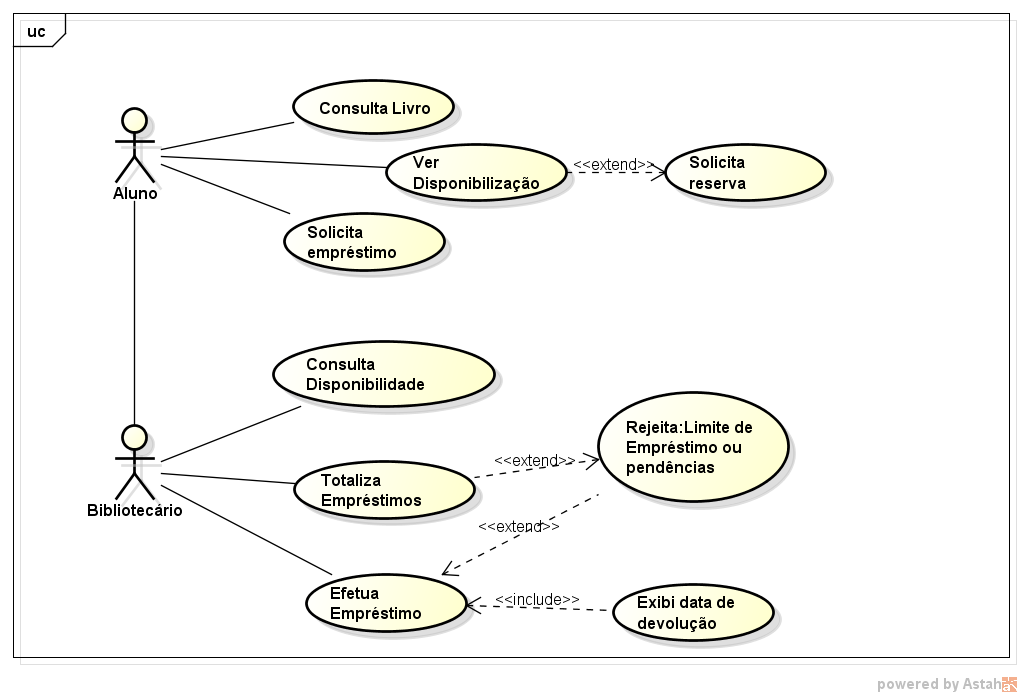 uc
Consulta Livro
Ver
Disponibilização
<<extend>>
Solicita
reserva
Aluno
Solicita
empréstimo
Consulta
Disponibilidade
Rejeita:Limite de
Empréstimo ou
pendências
<<extend>>
Totaliza
Empréstimos
Bibliotecário
<<extend>>
Efetua
Empréstimo
<<include>>
Exibi data de
devolução
powered by Astah